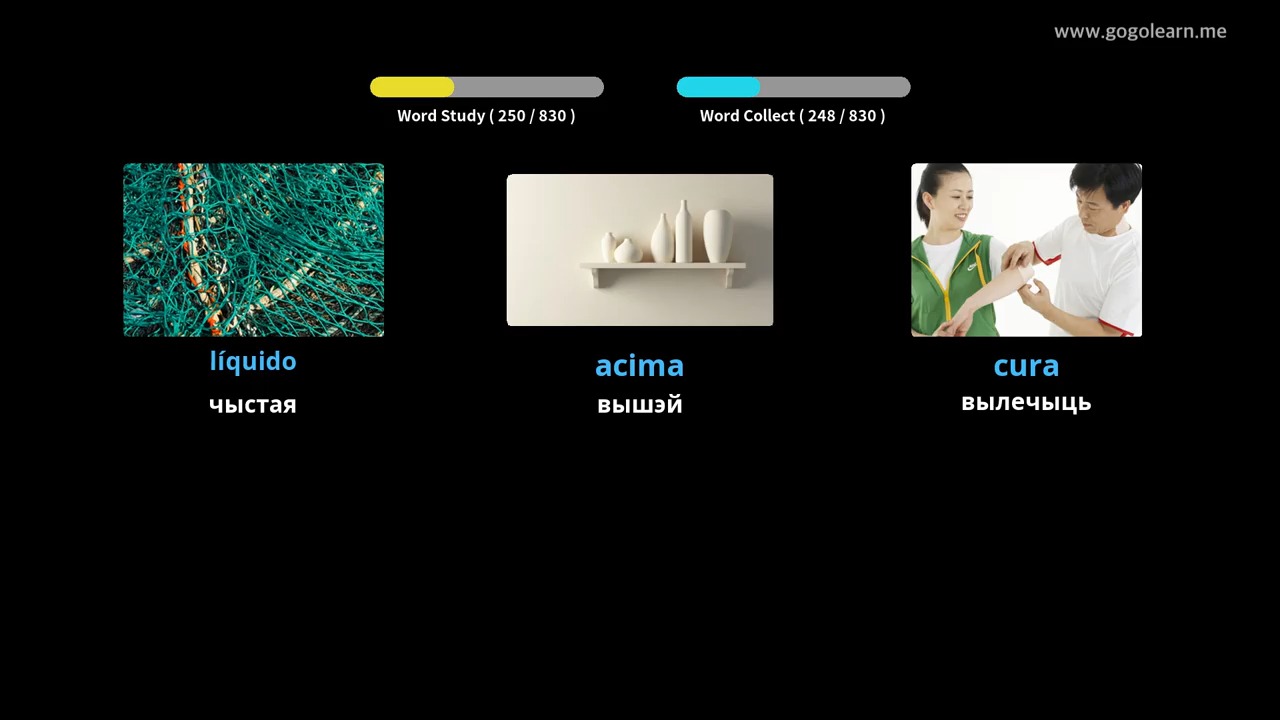 www.gogolearn.me
Word Study ( 250 / 830 )
Word Collect ( 248 / 830 )
líquido
чыстая
acima
вышэй
cura
вылечыць